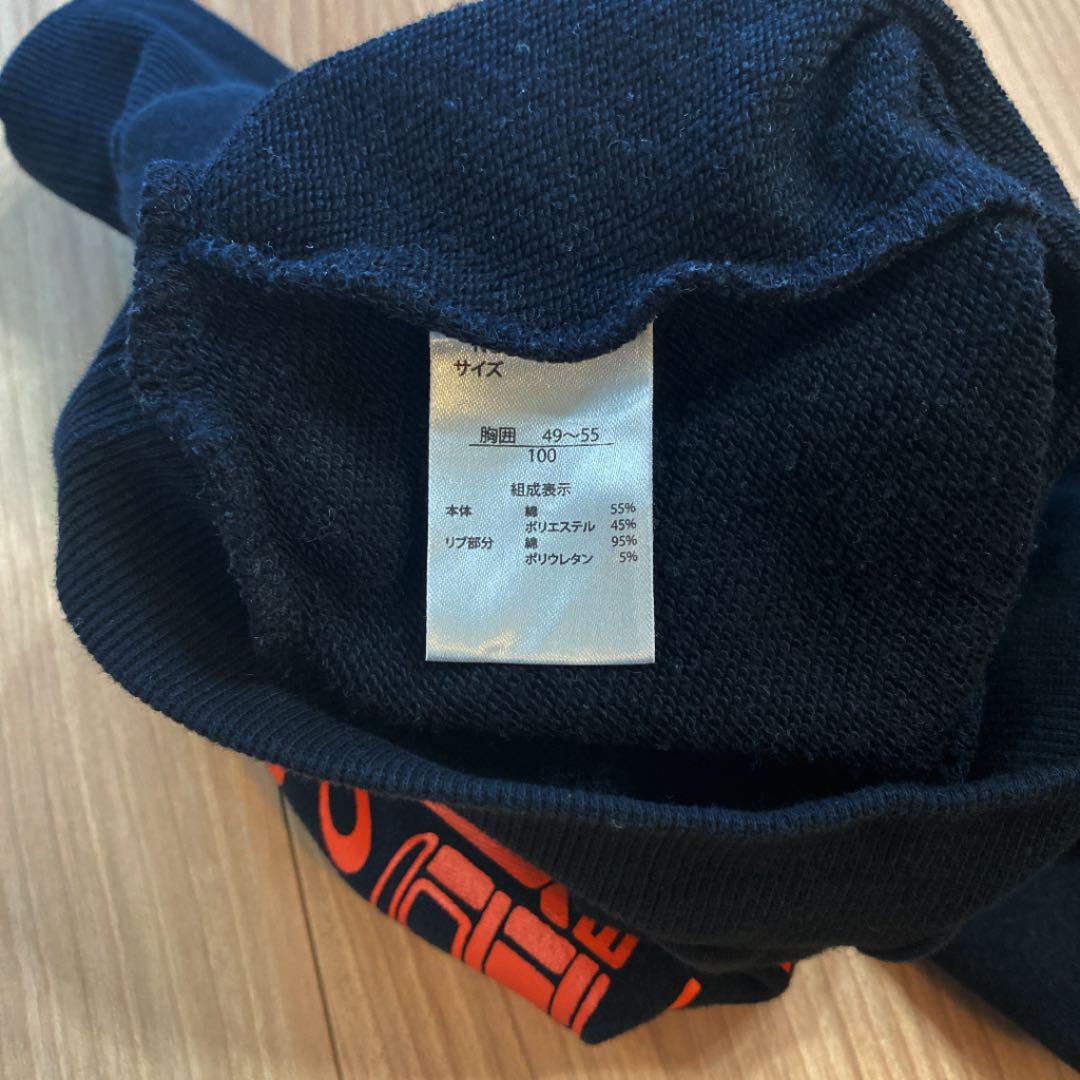 サイズ
胸囲 49～55
100
組成表示
本体 綿 55%
ポリエステル 45%
リブ部分 綿 95%
ポリウレタン 5%